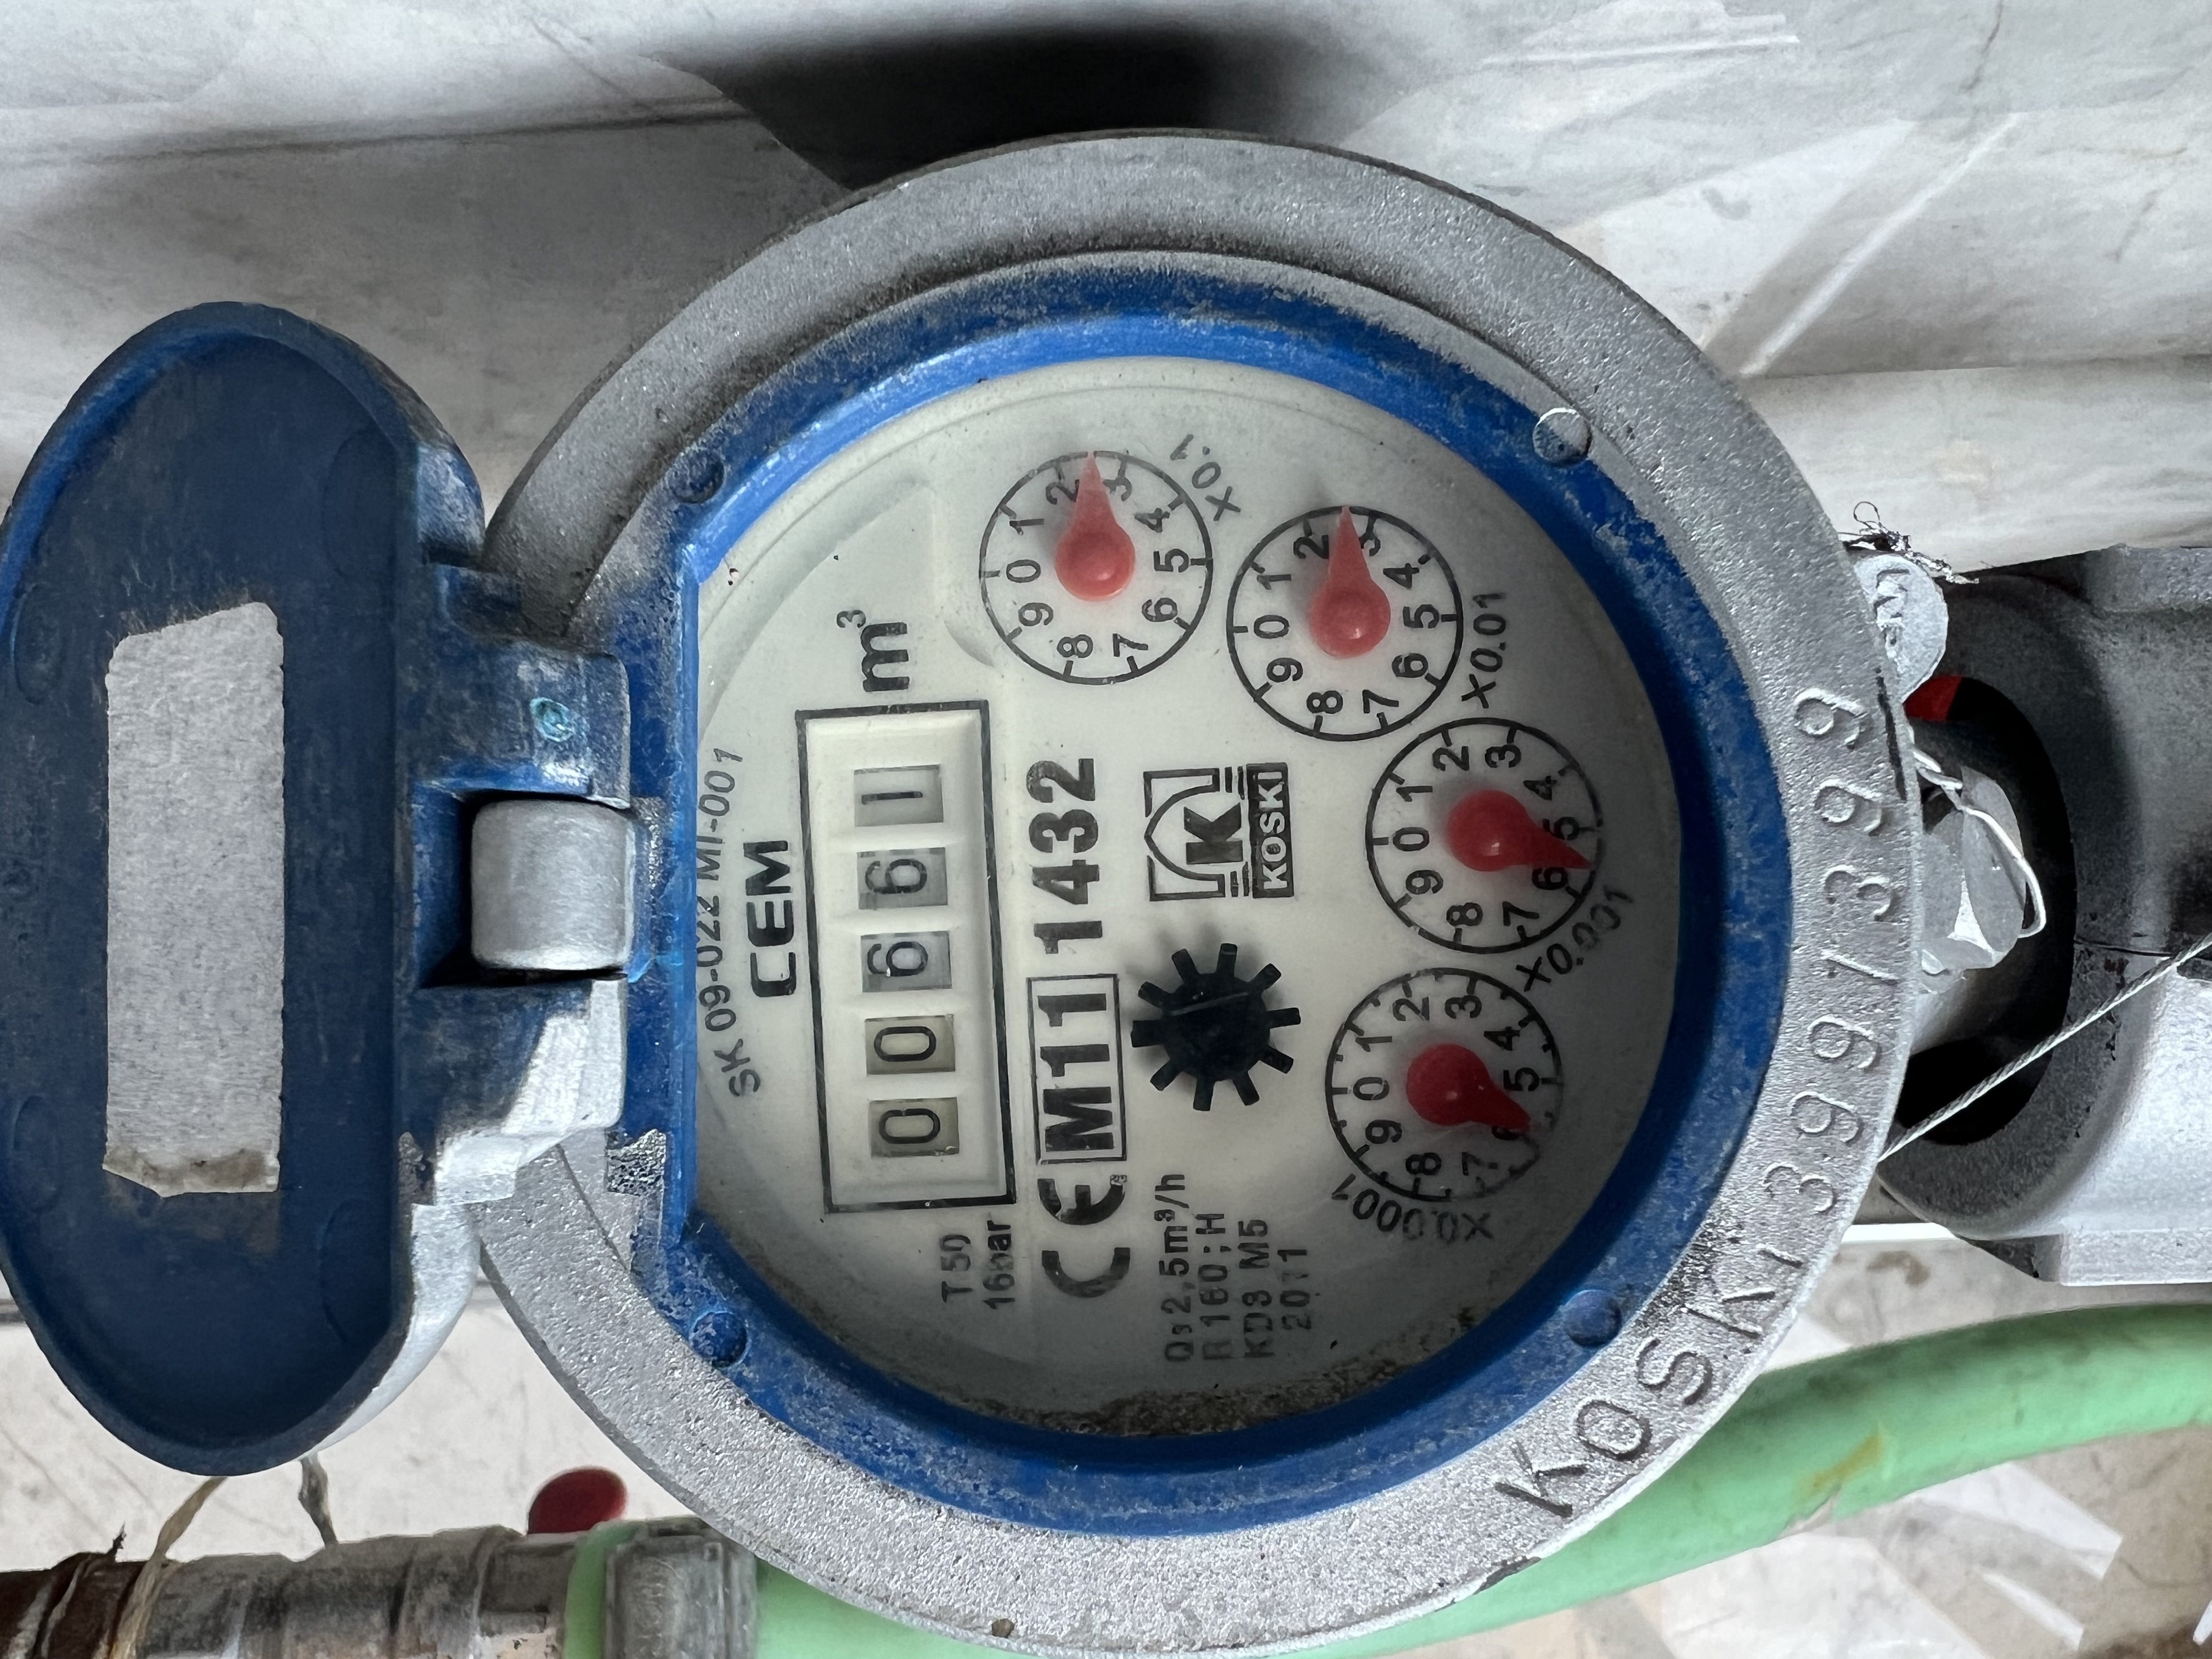 SK 09-022 MI-001
CEM
00661 m³
T 50
16bar
CE M11 1432
Q₃ 2,5m³/h
R 160 ; H
KD3 M5
2011
K
KOSKI
9 0 1 2 3 4 5 6 7 8
X0.1
9 0 1 2 3 4 5 6 7 8
X0.01
9 0 1 2 3 4 5 6 7 8
X0.001
9 0 1 2 3 4 5 6 7 8
X0.0001
KOSKI 3991399